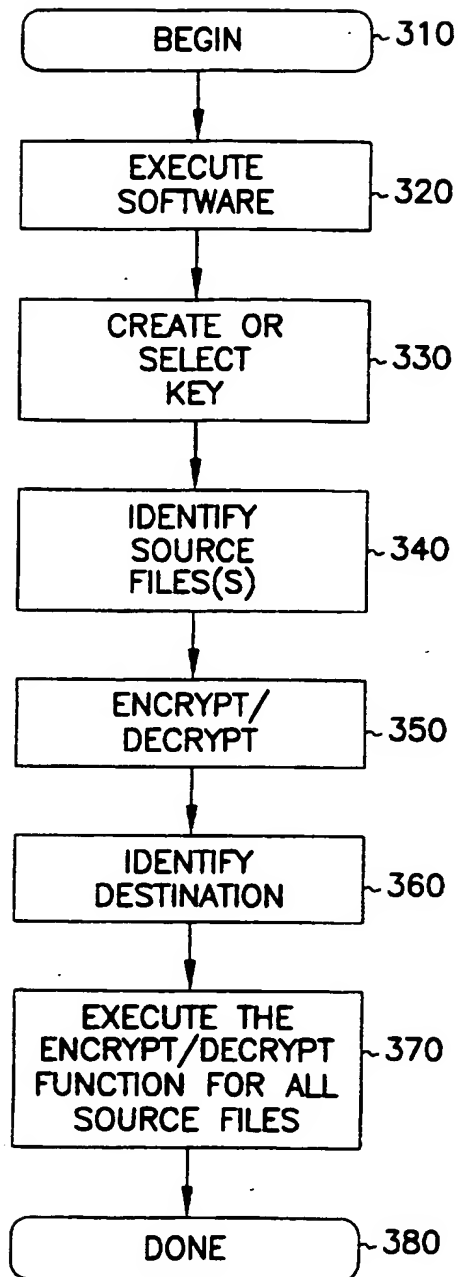 BEGIN 310
EXECUTE
SOFTWARE 320
CREATE OR
SELECT
KEY 330
IDENTIFY
SOURCE
FILES(S) 340
ENCRYPT/
DECRYPT 350
IDENTIFY
DESTINATION 360
EXECUTE THE
ENCRYPT/DECRYPT 370
FUNCTION FOR ALL
SOURCE FILES
DONE 380